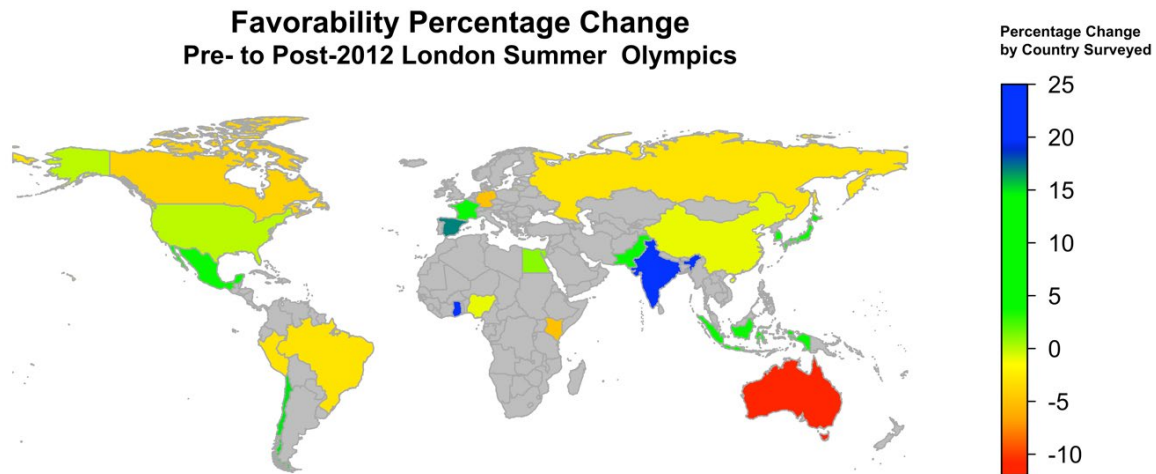 Favorability Percentage Change
Pre- to Post-2012 London Summer Olympics
Percentage Change
by Country Surveyed
25
20
15
10
5
0
-5
-10